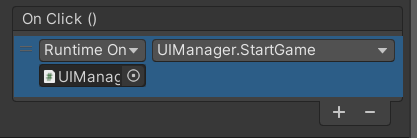 On Click ()
Runtime On UIManager.StartGame
UIManag
+ −